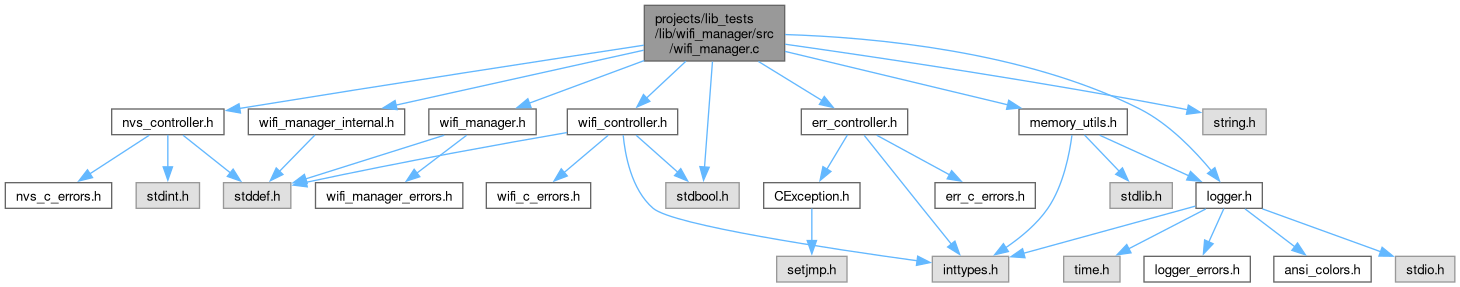 projects/lib_tests
/lib/wifi_manager/src
/wifi_manager.c
nvs_controller.h
wifi_manager_internal.h
wifi_manager.h
wifi_controller.h
err_controller.h
memory_utils.h
string.h
nvs_c_errors.h
stdint.h
stddef.h
wifi_manager_errors.h
wifi_c_errors.h
stdbool.h
CException.h
err_c_errors.h
stdlib.h
logger.h
setjmp.h
inttypes.h
time.h
logger_errors.h
ansi_colors.h
stdio.h